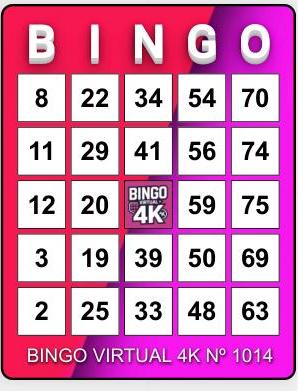 B I N G O
8 22 34 54 70
11 29 41 56 74
12 20 BINGO VIRTUAL 4K 59 75
3 19 39 50 69
2 25 33 48 63
BINGO VIRTUAL 4K Nº 1014